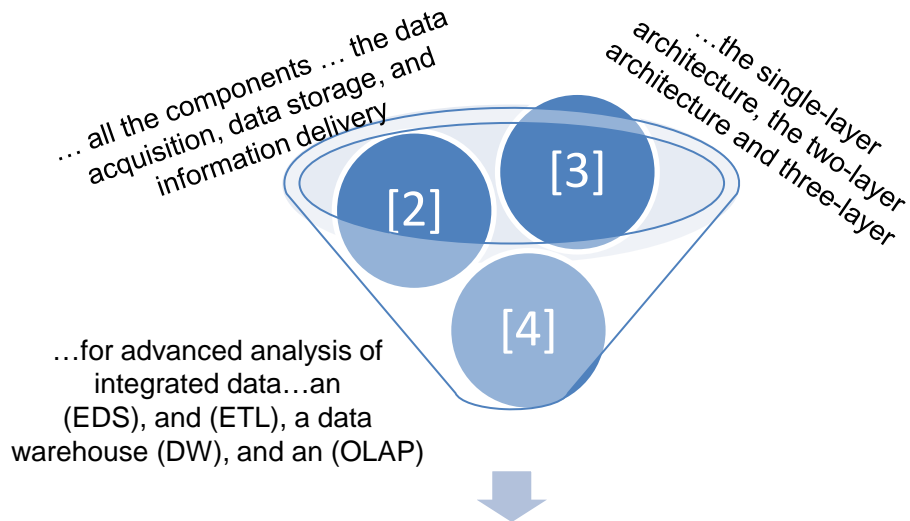 … all the components … the data
acquisition, data storage, and
information delivery
…the single-layer
architecture, the two-layer
architecture and three-layer
[2]
[3]
[4]
…for advanced analysis of
integrated data…an
(EDS), and (ETL), a data
warehouse (DW), and an (OLAP)